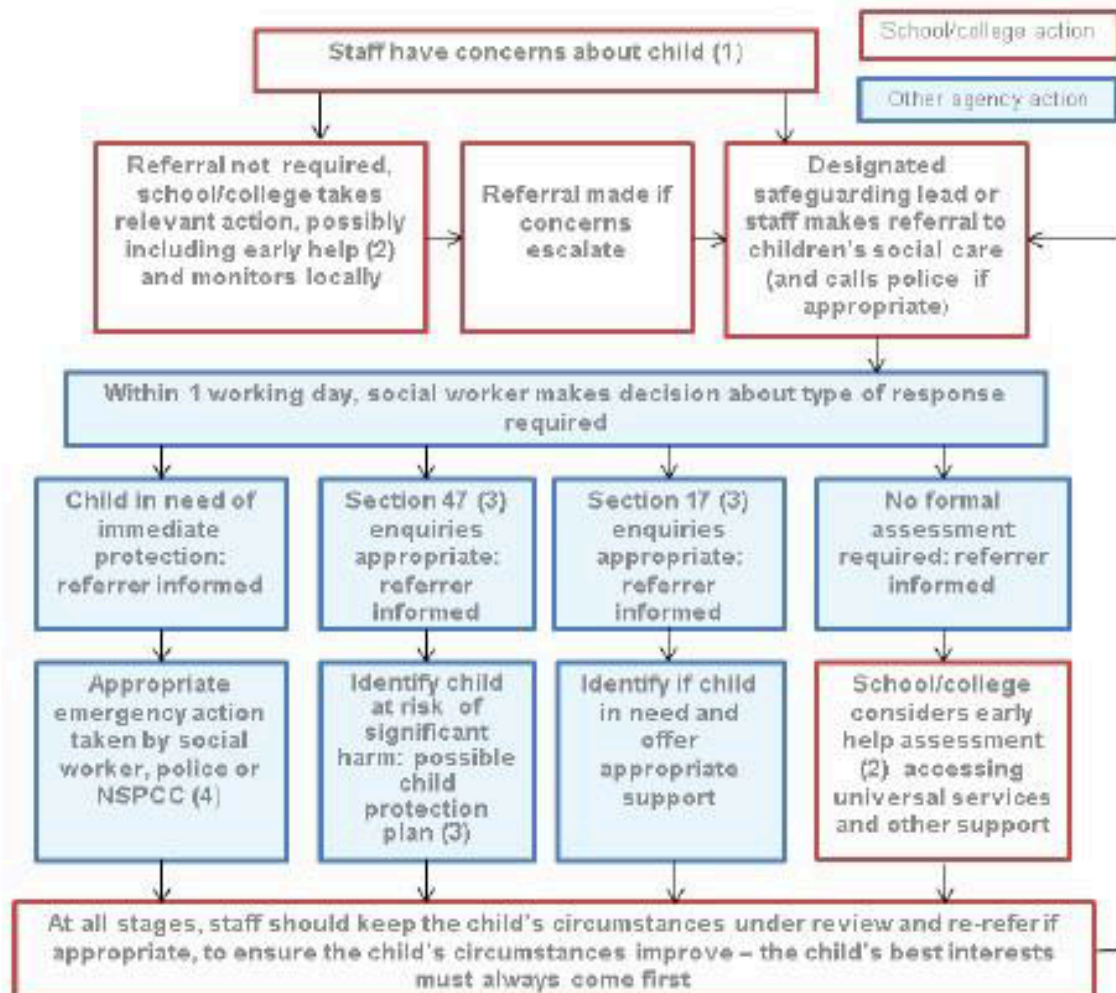 School/college action
Staff have concerns about child (1)
Other agency action
Referral not required,
school/college takes
relevant action, possibly
including early help (2)
and monitors locally
Referral made if
concerns
escalate
Designated
safeguarding lead or
staff makes referral to
children's social care
(and calls police if
appropriate)
Within 1 working day, social worker makes decision about type of response
required
Child in need of
immediate
protection:
referrer informed
Section 47 (3)
enquiries
appropriate:
referrer
informed
Section 17 (3)
enquiries
appropriate:
referrer
informed
No formal
assessment
required: referrer
informed
Appropriate
emergency action
taken by social
worker, police or
NSPCC (4)
Identify child
at risk of
significant
harm: possible
child
protection
plan (3)
Identify if child
in need and
offer
appropriate
support
School/college
considers early
help assessment
(2) accessing
universal services
and other support
At all stages, staff should keep the child's circumstances under review and re-refer if
appropriate, to ensure the child's circumstances improve – the child's best interests
must always come first